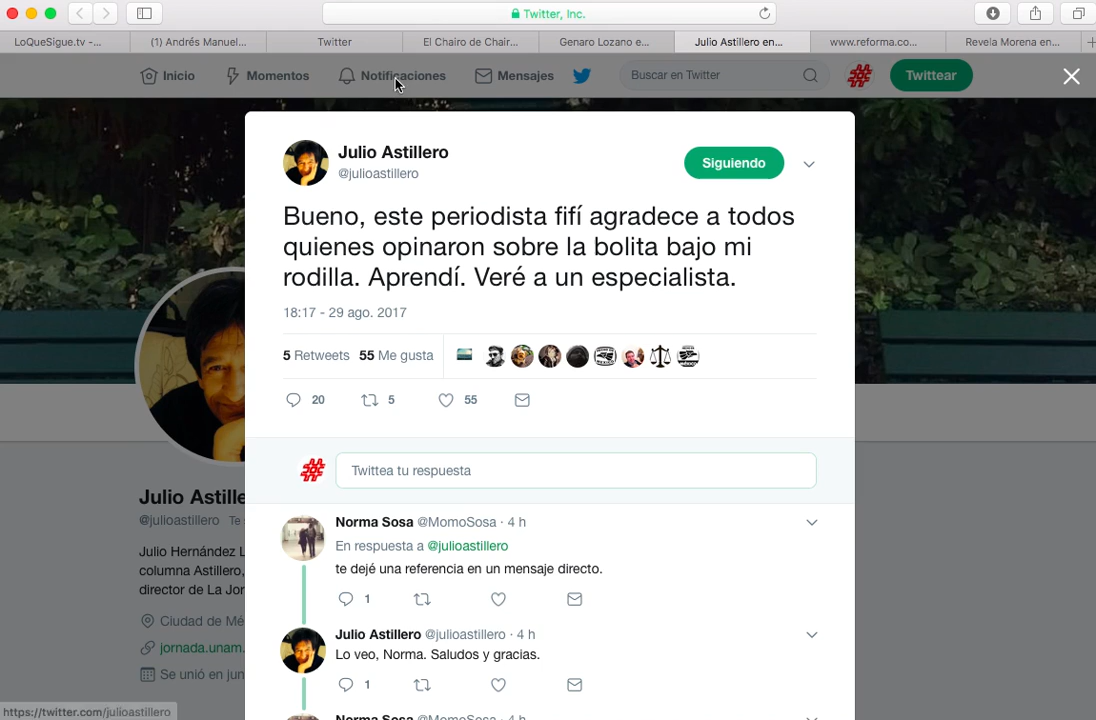 Twitter, Inc.
LoQueSigue.tv -...
(1) Andrés Manuel...
Twitter
El Chairo de Chair...
Genaro Lozano e...
Julio Astillero en...
www.reforma.co...
Revela Morena en...
Inicio
Momentos
Notificaciones
Mensajes
Buscar en Twitter
Twittear
Julio Astillero
@julioastillero
Siguiendo
Bueno, este periodista fifí agradece a todos
quienes opinaron sobre la bolita bajo mi
rodilla. Aprendí. Veré a un especialista.
18:17 - 29 ago. 2017
5 Retweets 55 Me gusta
20 5 55
Twittea tu respuesta
Julio Astille
@julioastillero Te s
Julio Hernández L
columna Astillero,
director de La Jor
Ciudad de Mé
jornada.unam.
Se unió en jun
Norma Sosa @MomoSosa · 4 h
En respuesta a @julioastillero
te dejé una referencia en un mensaje directo.
1
Julio Astillero @julioastillero · 4 h
Lo veo, Norma. Saludos y gracias.
1
Norma Sosa @MomoSosa · 4 h
https://twitter.com/julioastillero